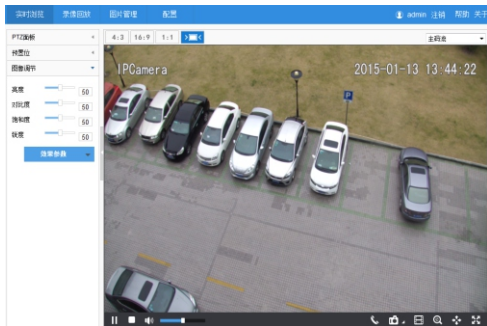 实时浏览 录像回放 图片管理 配置 admin 注销 帮助 关于
PTZ面板
预置位
图像调节
亮度 50
对比度 50
饱和度 50
锐度 50
效果参数
4:3 16:9 1:1
主码流
IPCamera 2015-01-13 13:44:22
P